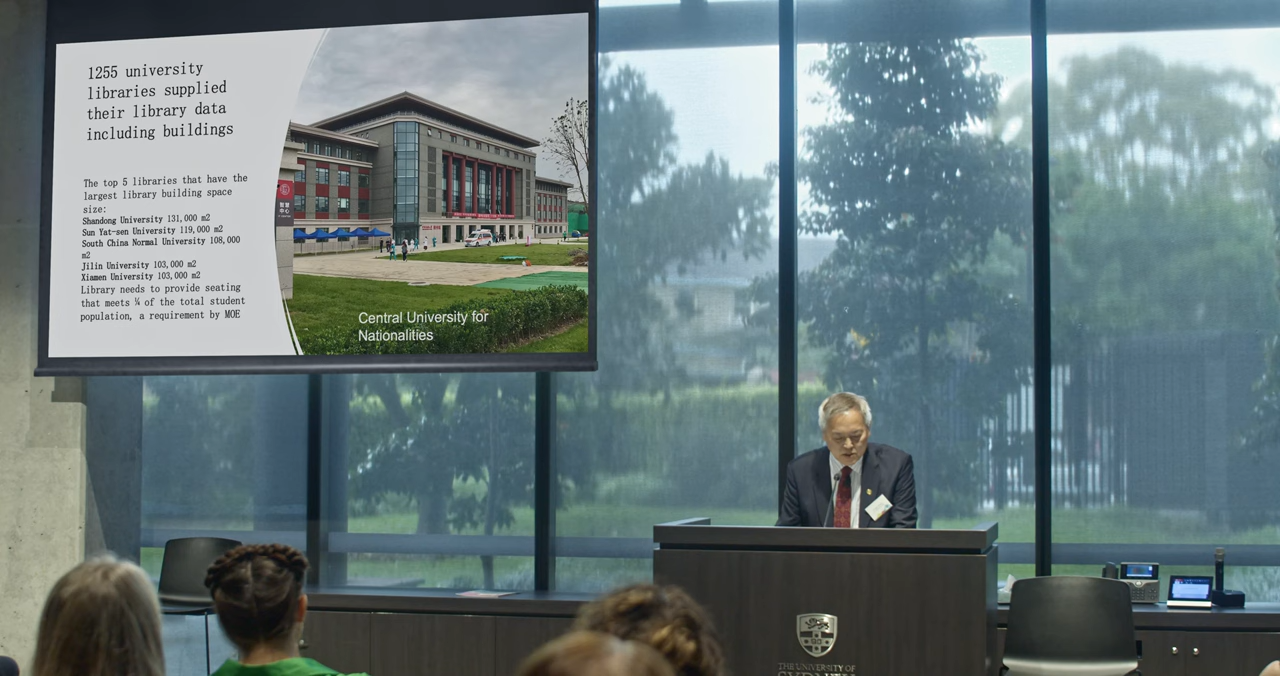 1255 university
libraries supplied
their library data
including buildings
The top 5 libraries that have the
largest library building space
size:
Shandong University 131,000 m2
Sun Yat-sen University 119,000 m2
South China Normal University 108,000
m2
Jilin University 103,000 m2
Xiamen University 103,000 m2
Library needs to provide seating
that meets ¼ of the total student
population, a requirement by MOE
Central University for
Nationalities
THE UNIVERSITY OF
SYDNEY